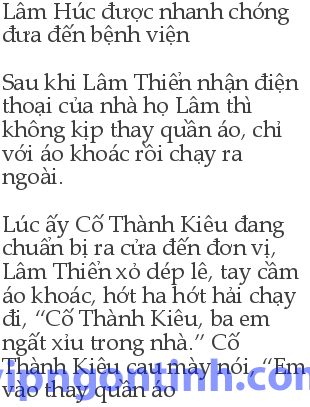 Lâm Húc được nhanh chóng
đưa đến bệnh viện
Sau khi Lâm Thiển nhận điện
thoại của nhà họ Lâm thì
không kịp thay quần áo, chỉ
với áo khoác rồi chạy ra
ngoài.
Lúc ấy Cố Thành Kiêu đang
chuẩn bị ra cửa đến đơn vị,
Lâm Thiển xỏ dép lê, tay cầm
áo khoác, hớt ha hớt hải chạy
đi, “Cố Thành Kiêu, ba em
ngất xỉu trong nhà.” Cố
Thành Kiêu cau mày nói, “Em
vào thay quần áo
vipngontinh.com